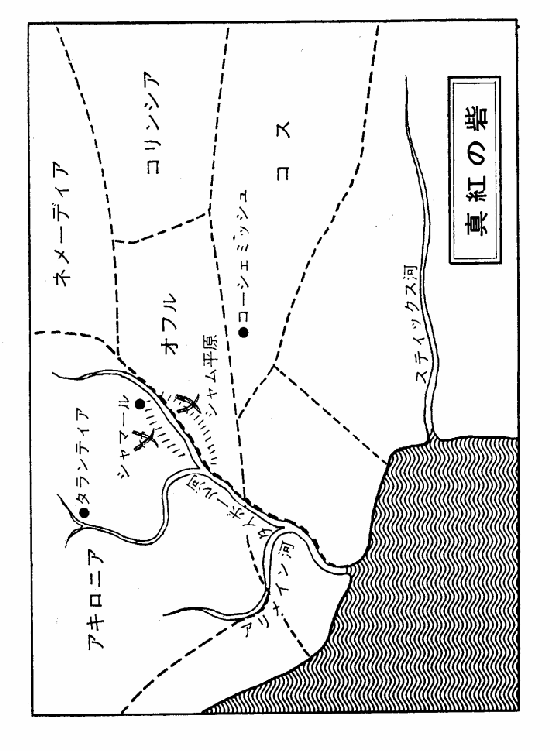 真紅の砦
ネメーディア
アキロニア
タランティア
シャマール
コリンシア
オフル
シャム平原
タイボール河
コーシェミッシュ
アリメイン河
コス
スティックス河